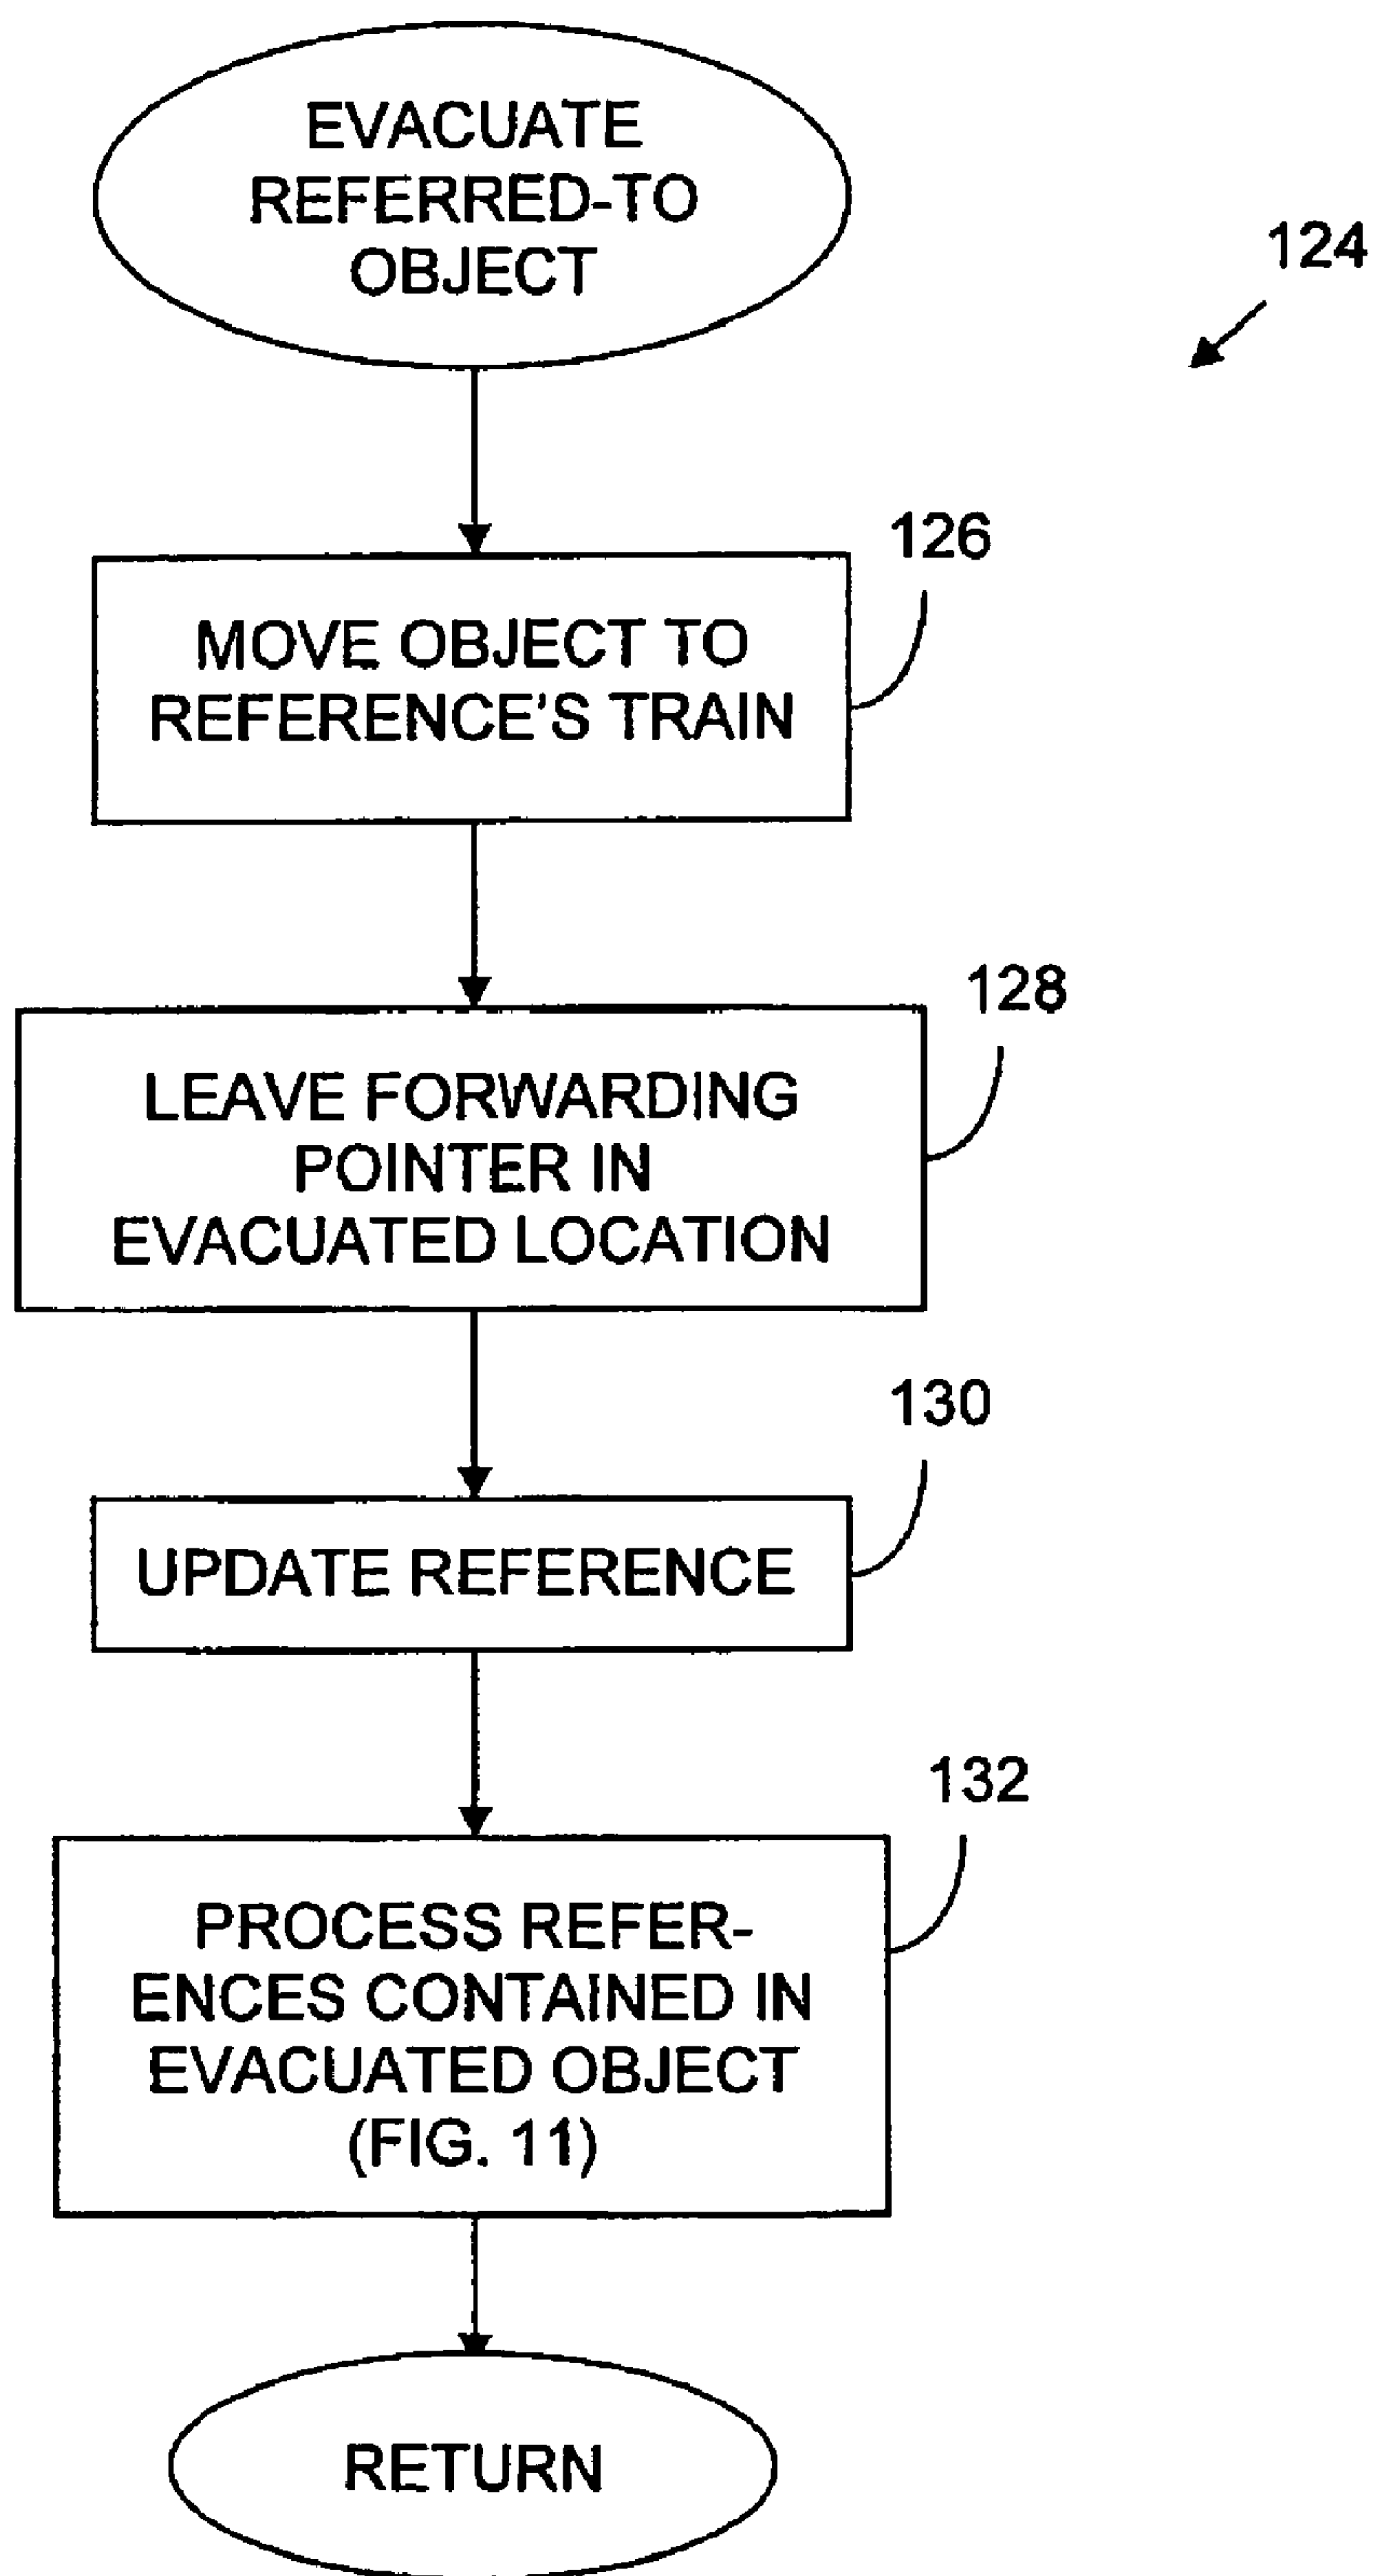 EVACUATE
REFERRED-TO
OBJECT
124
126
MOVE OBJECT TO
REFERENCE'S TRAIN
128
LEAVE FORWARDING
POINTER IN
EVACUATED LOCATION
130
UPDATE REFERENCE
132
PROCESS REFER-
ENCES CONTAINED IN
EVACUATED OBJECT
(FIG. 11)
RETURN